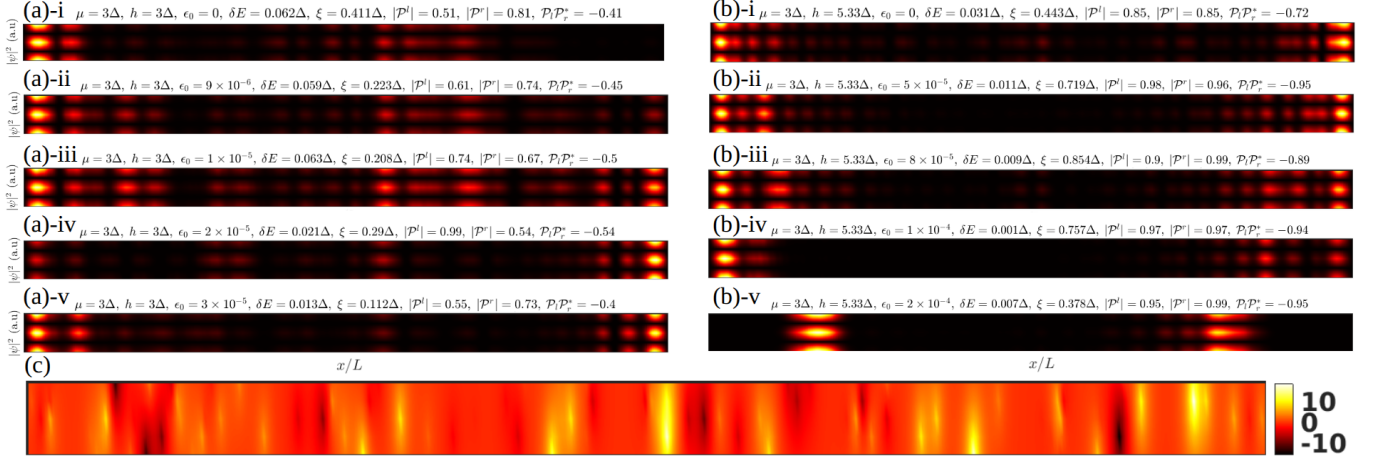 (a)-i μ = 3Δ, h = 3Δ, ϵ₀ = 0, δE = 0.062Δ, ξ = 0.411Δ, |𝒫ˡ| = 0.51, |𝒫ʳ| = 0.81, 𝒫ₗ𝒫ᵣ* = −0.41
|ψ|² (a.u)
(a)-ii μ = 3Δ, h = 3Δ, ϵ₀ = 9 × 10⁻⁶, δE = 0.059Δ, ξ = 0.223Δ, |𝒫ˡ| = 0.61, |𝒫ʳ| = 0.74, 𝒫ₗ𝒫ᵣ* = −0.45
|ψ|² (a.u)
(a)-iii μ = 3Δ, h = 3Δ, ϵ₀ = 1 × 10⁻⁵, δE = 0.063Δ, ξ = 0.208Δ, |𝒫ˡ| = 0.74, |𝒫ʳ| = 0.67, 𝒫ₗ𝒫ᵣ* = −0.5
|ψ|² (a.u)
(a)-iv μ = 3Δ, h = 3Δ, ϵ₀ = 2 × 10⁻⁵, δE = 0.021Δ, ξ = 0.29Δ, |𝒫ˡ| = 0.99, |𝒫ʳ| = 0.54, 𝒫ₗ𝒫ᵣ* = −0.54
|ψ|² (a.u)
(a)-v μ = 3Δ, h = 3Δ, ϵ₀ = 3 × 10⁻⁵, δE = 0.013Δ, ξ = 0.112Δ, |𝒫ˡ| = 0.55, |𝒫ʳ| = 0.73, 𝒫ₗ𝒫ᵣ* = −0.4
|ψ|² (a.u)
x/L
(b)-i μ = 3Δ, h = 5.33Δ, ϵ₀ = 0, δE = 0.031Δ, ξ = 0.443Δ, |𝒫ˡ| = 0.85, |𝒫ʳ| = 0.85, 𝒫ₗ𝒫ᵣ* = −0.72
(b)-ii μ = 3Δ, h = 5.33Δ, ϵ₀ = 5 × 10⁻⁵, δE = 0.011Δ, ξ = 0.719Δ, |𝒫ˡ| = 0.98, |𝒫ʳ| = 0.96, 𝒫ₗ𝒫ᵣ* = −0.95
(b)-iii μ = 3Δ, h = 5.33Δ, ϵ₀ = 8 × 10⁻⁵, δE = 0.009Δ, ξ = 0.854Δ, |𝒫ˡ| = 0.9, |𝒫ʳ| = 0.99, 𝒫ₗ𝒫ᵣ* = −0.89
(b)-iv μ = 3Δ, h = 5.33Δ, ϵ₀ = 1 × 10⁻⁴, δE = 0.001Δ, ξ = 0.757Δ, |𝒫ˡ| = 0.97, |𝒫ʳ| = 0.97, 𝒫ₗ𝒫ᵣ* = −0.94
(b)-v μ = 3Δ, h = 5.33Δ, ϵ₀ = 2 × 10⁻⁴, δE = 0.007Δ, ξ = 0.378Δ, |𝒫ˡ| = 0.95, |𝒫ʳ| = 0.99, 𝒫ₗ𝒫ᵣ* = −0.95
x/L
(c)
10
0
-10